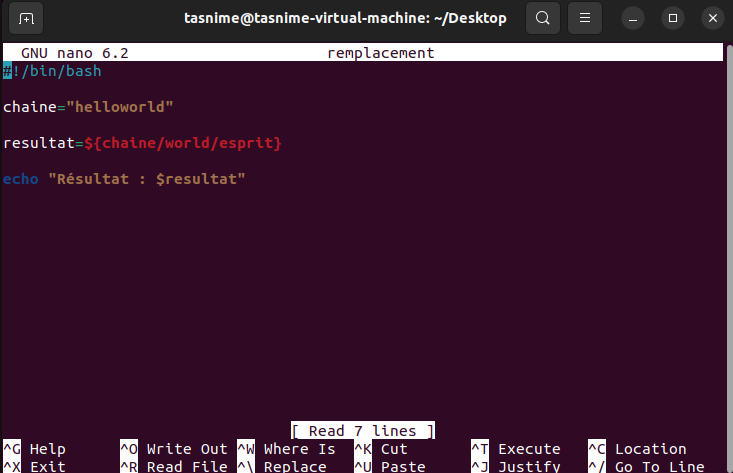 tasnime@tasnime-virtual-machine: ~/Desktop
GNU nano 6.2 remplacement
#!/bin/bash
chaine="helloworld"
resultat=${chaine/world/esprit}
echo "Résultat : $resultat"
[ Read 7 lines ]
^G Help ^O Write Out ^W Where Is ^K Cut ^T Execute ^C Location
^X Exit ^R Read File ^\ Replace ^U Paste ^J Justify ^/ Go To Line